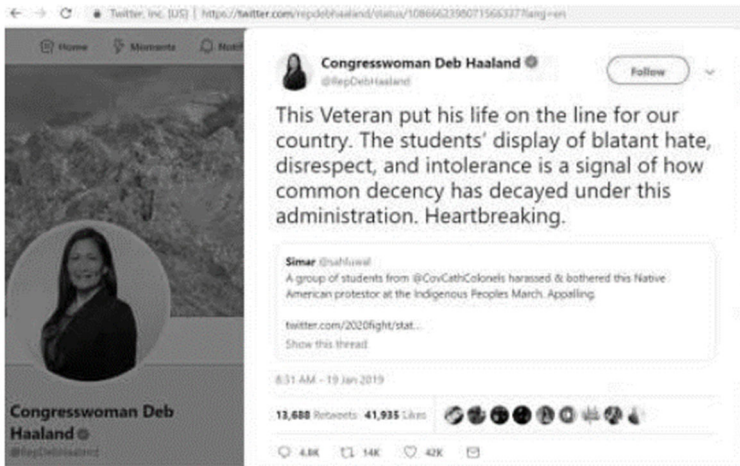 Twitter, Inc. [US] | https://twitter.com/repdebhaaland/status/1086662398071566337?lang=en
Home Moments Notif
Congresswoman Deb Haaland
@RepDebHaaland
Follow
This Veteran put his life on the line for our
country. The students' display of blatant hate,
disrespect, and intolerance is a signal of how
common decency has decayed under this
administration. Heartbreaking.
Simar @sahluwal
A group of students from @CovCathColonels harassed & bothered this Native
American protestor at the Indigenous Peoples March. Appalling.
twitter.com/2020fight/stat...
Show this thread
8:31 AM - 19 Jan 2019
13,688 Retweets 41,935 Likes
4.8K 14K 42K
Congresswoman Deb
Haaland
@RepDebHaaland